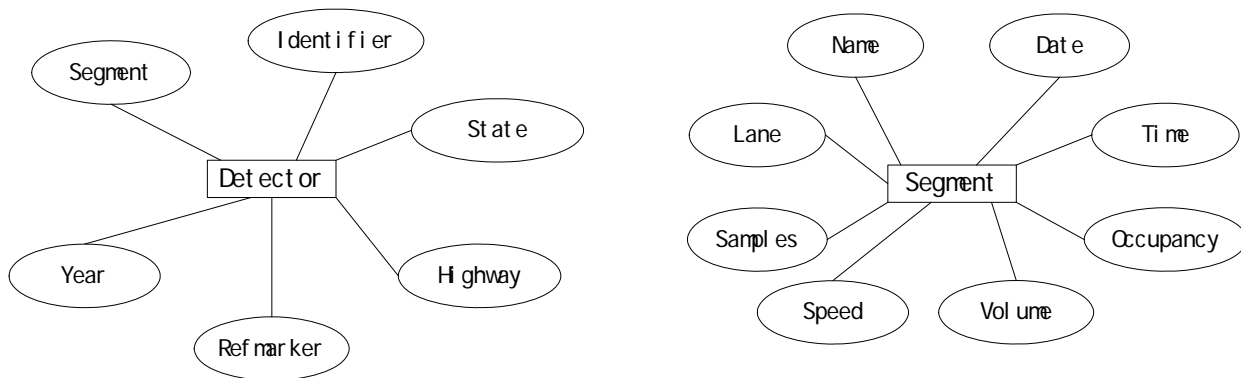 Identifier
Segment
State
Detector
Year
Highway
Refmarker
Name
Date
Lane
Time
Segment
Samples
Occupancy
Speed
Volume